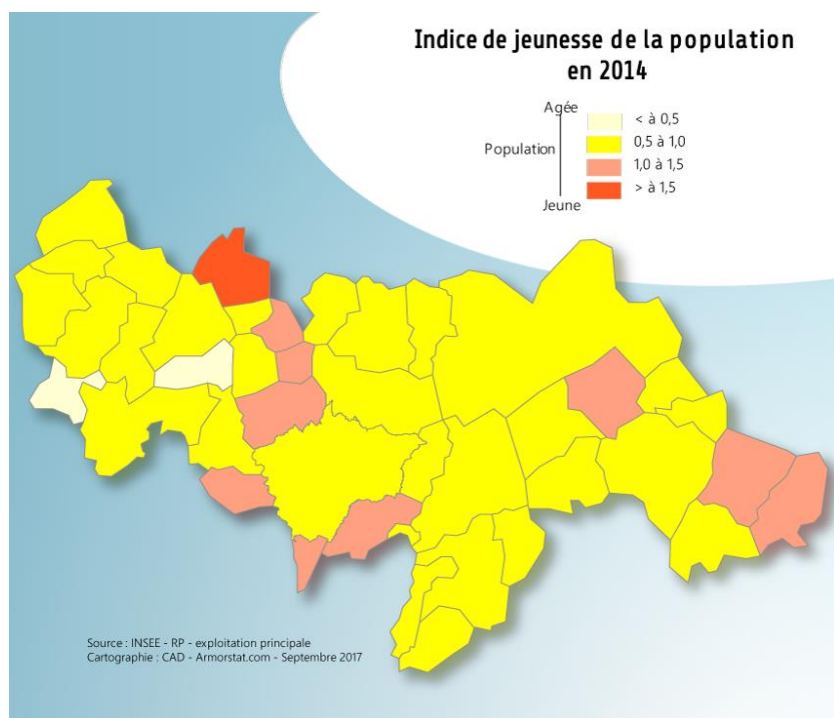 Indice de jeunesse de la population
en 2014
Agée
Population
Jeune
< à 0,5
0,5 à 1,0
1,0 à 1,5
> à 1,5
Source : INSEE - RP - exploitation principale
Cartographie : CAD - Armorstat.com - Septembre 2017